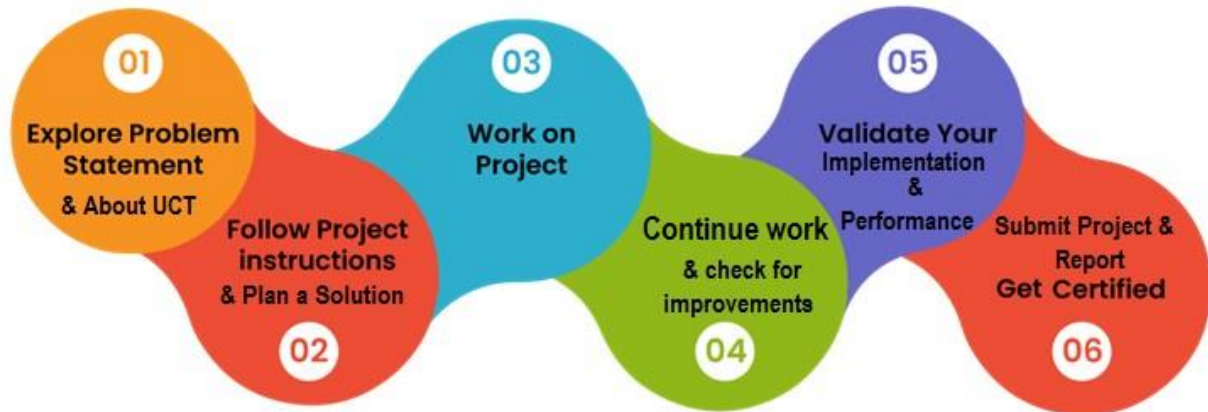 01
Explore Problem
Statement
& About UCT
Follow Project
instructions
& Plan a Solution
02
03
Work on
Project
Continue work
& check for
improvements
04
05
Validate Your
Implementation
&
Performance
Submit Project &
Report
Get Certified
06